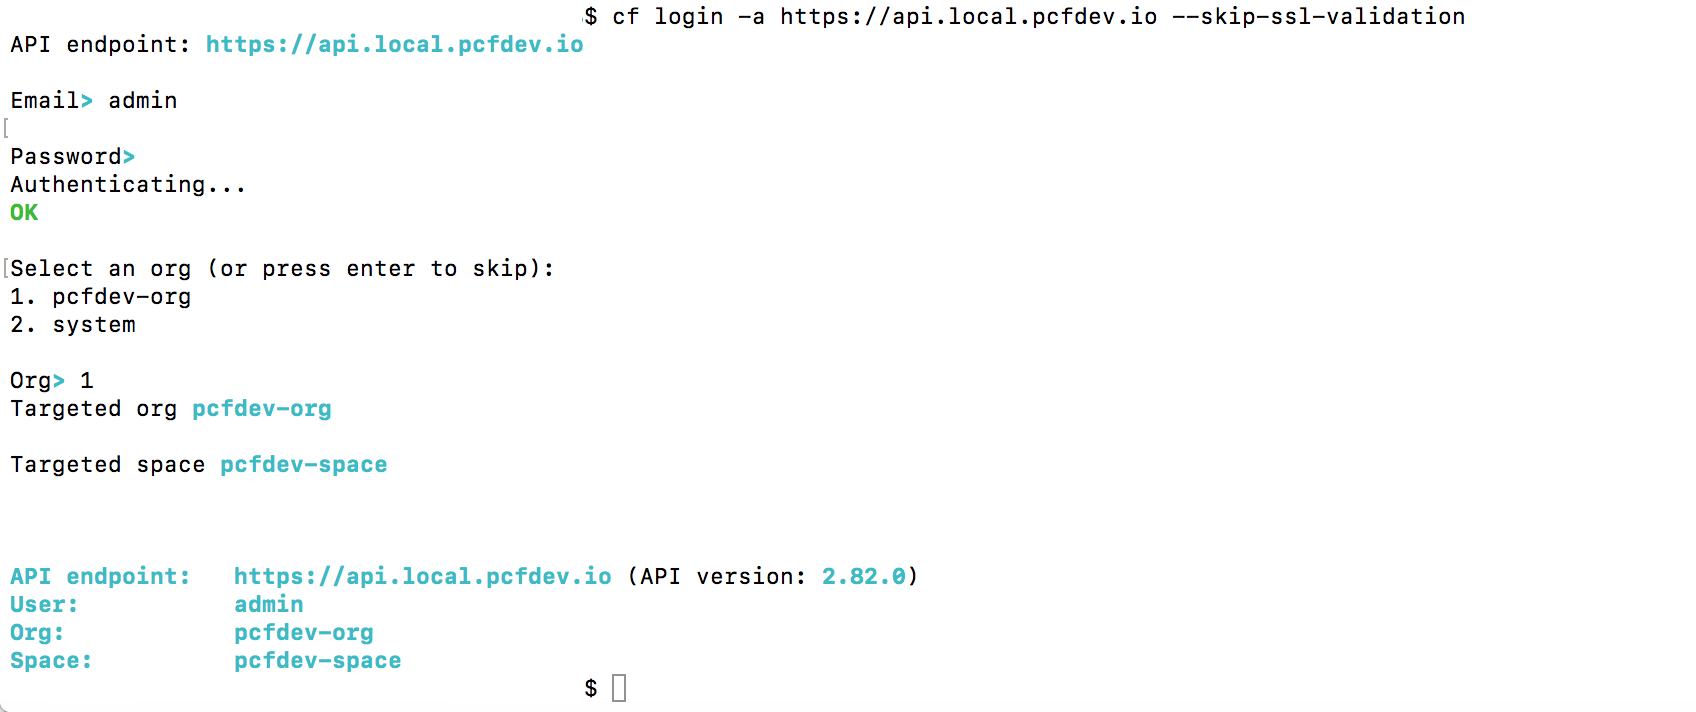 $ cf login -a https://api.local.pcfdev.io --skip-ssl-validation
API endpoint: https://api.local.pcfdev.io
Email> admin
[
Password>
Authenticating...
OK
[Select an org (or press enter to skip):
1. pcfdev-org
2. system
Org> 1
Targeted org pcfdev-org
Targeted space pcfdev-space
API endpoint: https://api.local.pcfdev.io (API version: 2.82.0)
User: admin
Org: pcfdev-org
Space: pcfdev-space
$